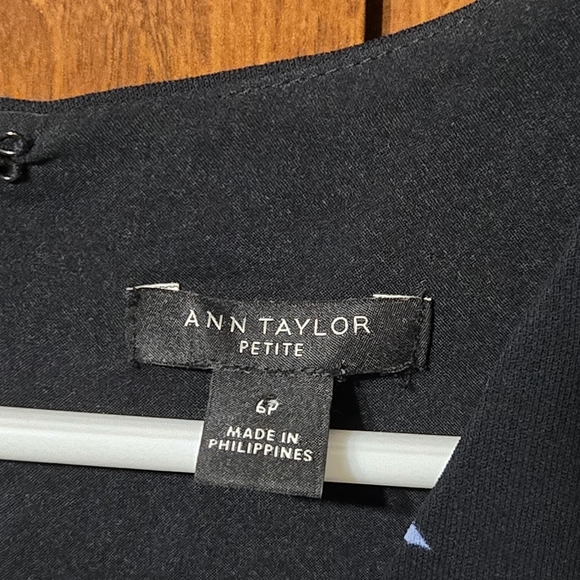 ANN TAYLOR
PETITE
6P
MADE IN
PHILIPPINES